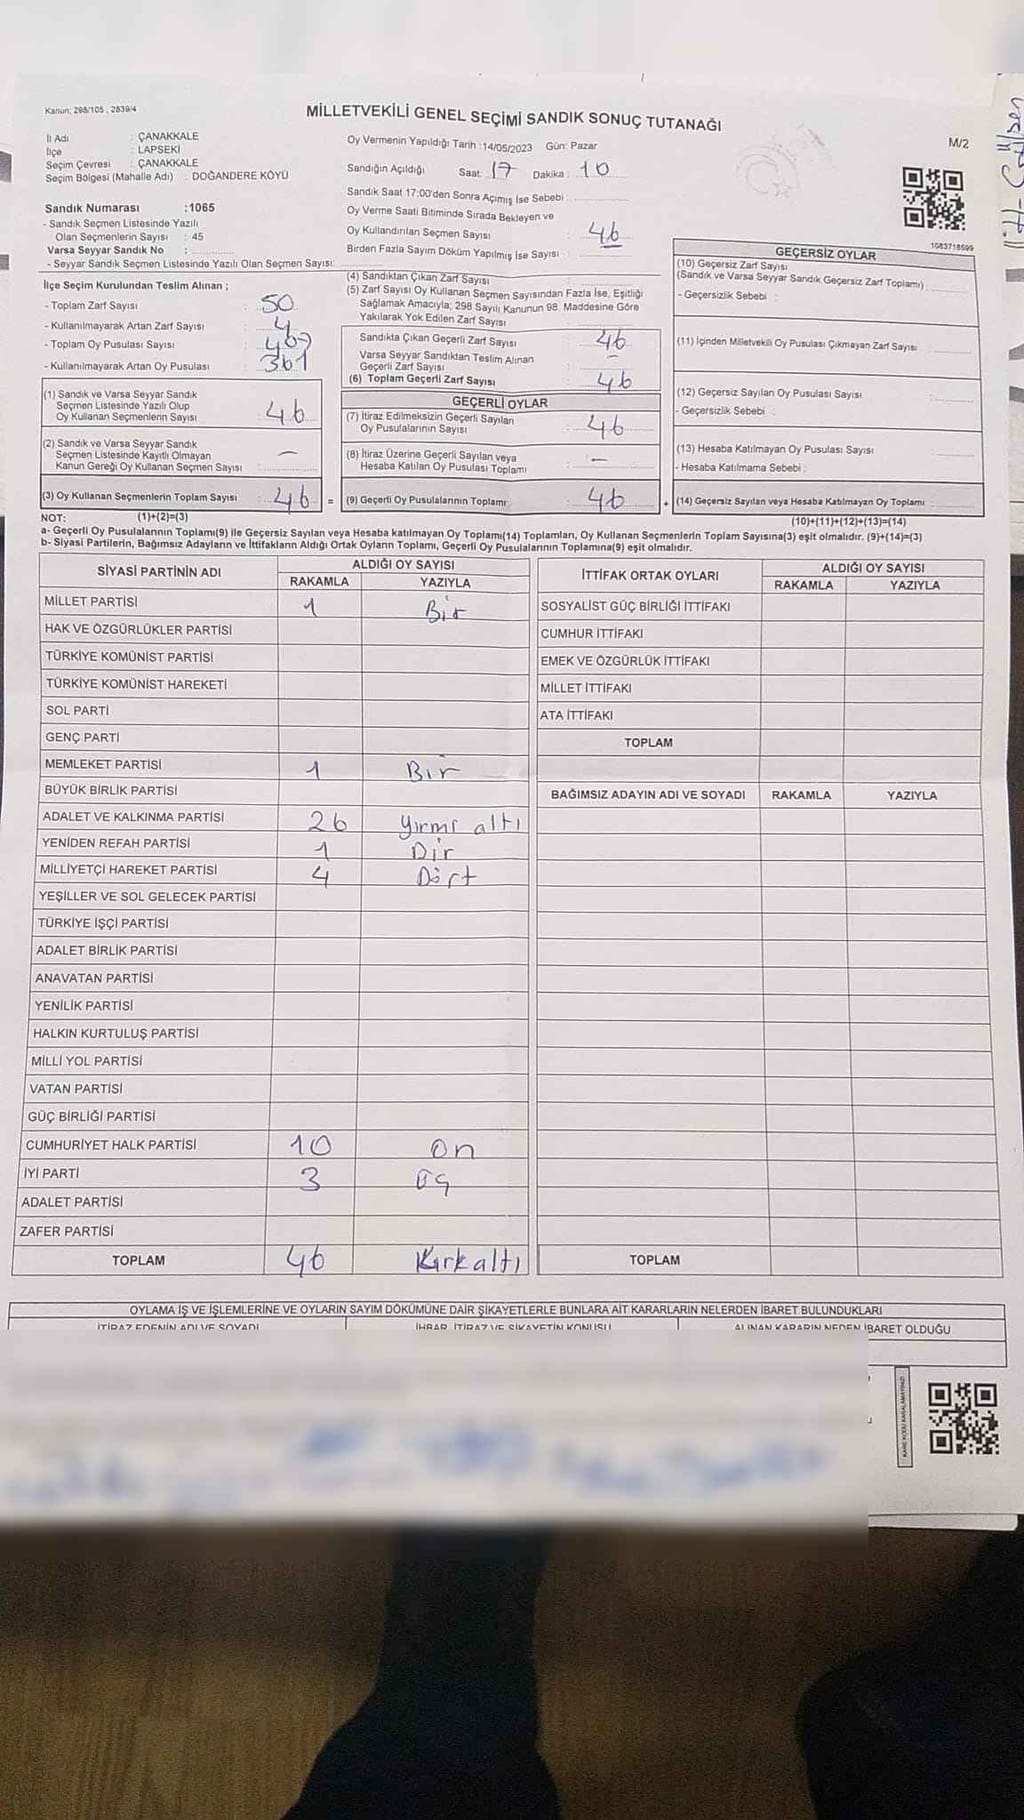 Kanun; 298/105 , 2839/4
MİLLETVEKİLİ GENEL SEÇİMİ SANDIK SONUÇ TUTANAĞI
M/2
İl Adı : ÇANAKKALE
İlçe : LAPSEKİ
Seçim Çevresi : ÇANAKKALE
Seçim Bölgesi (Mahalle Adı) : DOĞANDERE KÖYÜ
Sandık Numarası :1065
- Sandık Seçmen Listesinde Yazılı
Olan Seçmenlerin Sayısı : 45
Varsa Seyyar Sandık No :
- Seyyar Sandık Seçmen Listesinde Yazılı Olan Seçmen Sayısı:
İlçe Seçim Kurulundan Teslim Alınan ;
- Toplam Zarf Sayısı : 50
- Kullanılmayarak Artan Zarf Sayısı : 4
- Toplam Oy Pusulası Sayısı :
- Kullanılmayarak Artan Oy Pusulası : 361
(1) Sandık ve Varsa Seyyar Sandık
Seçmen Listesinde Yazılı Olup
Oy Kullanan Seçmenlerin Sayısı : 46
(2) Sandık ve Varsa Seyyar Sandık
Seçmen Listesinde Kayıtlı Olmayan
Kanun Gereği Oy Kullanan Seçmen Sayısı : —
(3) Oy Kullanan Seçmenlerin Toplam Sayısı : 46 =
Oy Vermenin Yapıldığı Tarih :14/05/2023 Gün: Pazar
Sandığın Açıldığı Saat: 17 Dakika : 10
Sandık Saat 17:00'den Sonra Açımış İse Sebebi :
Oy Verme Saati Bitiminde Sırada Bekleyen ve
Oy Kullandırılan Seçmen Sayısı : 46
Birden Fazla Sayım Döküm Yapılmış İse Sayısı :
(4) Sandıktan Çıkan Zarf Sayısı :
(5) Zarf Sayısı Oy Kullanan Seçmen Sayısından Fazla İse, Eşitliği
Sağlamak Amacıyla; 298 Sayılı Kanunun 98. Maddesine Göre
Yakılarak Yok Edilen Zarf Sayısı :
Sandıkta Çıkan Geçerli Zarf Sayısı : 46
Varsa Seyyar Sandıktan Teslim Alınan
Geçerli Zarf Sayısı : —
(6) Toplam Geçerli Zarf Sayısı : 46
GEÇERLİ OYLAR
(7) İtiraz Edilmeksizin Geçerli Sayılan
Oy Pusulalarının Sayısı : 46
(8) İtiraz Üzerine Geçerli Sayılan veya
Hesaba Katılan Oy Pusulası Toplamı : —
(9) Geçerli Oy Pusulalarının Toplamı : 46 +
1083718599
GEÇERSİZ OYLAR
(10) Geçersiz Zarf Sayısı
(Sandık ve Varsa Seyyar Sandık Geçersiz Zarf Toplamı) :
- Geçersizlik Sebebi :
(11) İçinden Milletvekili Oy Pusulası Çıkmayan Zarf Sayısı :
(12) Geçersiz Sayılan Oy Pusulası Sayısı :
- Geçersizlik Sebebi :
(13) Hesaba Katılmayan Oy Pusulası Sayısı :
- Hesaba Katılmama Sebebi :
(14) Geçersiz Sayılan veya Hesaba Katılmayan Oy Toplamı :
NOT: (1)+(2)=(3) (10)+(11)+(12)+(13)=(14)
a- Geçerli Oy Pusulalarının Toplamı(9) ile Geçersiz Sayılan veya Hesaba katılmayan Oy Toplamı(14) Toplamları, Oy Kullanan Seçmenlerin Toplam Sayısına(3) eşit olmalıdır. (9)+(14)=(3)
b- Siyasi Partilerin, Bağımsız Adayların ve İttifakların Aldığı Ortak Oyların Toplamı, Geçerli Oy Pusulalarının Toplamına(9) eşit olmalıdır.
SİYASİ PARTİNİN ADI ALDIĞI OY SAYISI
RAKAMLA YAZIYLA
MİLLET PARTİSİ 1 Bir
HAK VE ÖZGÜRLÜKLER PARTİSİ
TÜRKİYE KOMÜNİST PARTİSİ
TÜRKİYE KOMÜNİST HAREKETİ
SOL PARTİ
GENÇ PARTİ
MEMLEKET PARTİSİ 1 Bir
BÜYÜK BİRLİK PARTİSİ
ADALET VE KALKINMA PARTİSİ 26 Yırmı altı
YENİDEN REFAH PARTİSİ 1 Bir
MİLLİYETÇİ HAREKET PARTİSİ 4 Dört
YEŞİLLER VE SOL GELECEK PARTİSİ
TÜRKİYE İŞÇİ PARTİSİ
ADALET BİRLİK PARTİSİ
ANAVATAN PARTİSİ
YENİLİK PARTİSİ
HALKIN KURTULUŞ PARTİSİ
MİLLİ YOL PARTİSİ
VATAN PARTİSİ
GÜÇ BİRLİĞİ PARTİSİ
CUMHURİYET HALK PARTİSİ 10 On
İYİ PARTİ 3 Üç
ADALET PARTİSİ
ZAFER PARTİSİ
TOPLAM 46 Kırkaltı
İTTİFAK ORTAK OYLARI ALDIĞI OY SAYISI
RAKAMLA YAZIYLA
SOSYALİST GÜÇ BİRLİĞİ İTTİFAKI
CUMHUR İTTİFAKI
EMEK VE ÖZGÜRLÜK İTTİFAKI
MİLLET İTTİFAKI
ATA İTTİFAKI
TOPLAM
BAĞIMSIZ ADAYIN ADI VE SOYADI RAKAMLA YAZIYLA
TOPLAM
OYLAMA İŞ VE İŞLEMLERİNE VE OYLARIN SAYIM DÖKÜMÜNE DAİR ŞİKAYETLERLE BUNLARA AİT KARARLARIN NELERDEN İBARET BULUNDUKLARI
İTİRAZ EDENİN ADI VE SOYADI İHBAR, İTİRAZ VE ŞİKAYETİN KONUSU ALINAN KARARIN NEDEN İBARET OLDUĞU